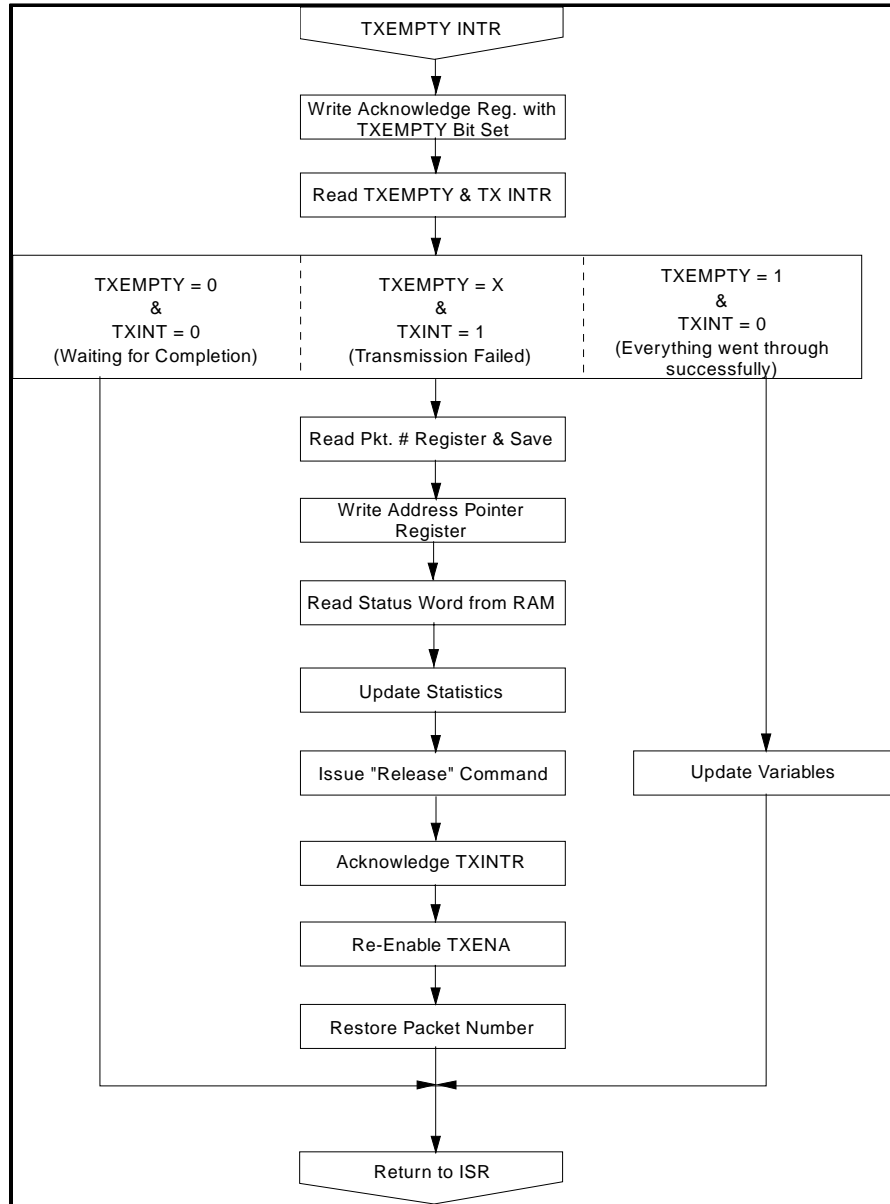 TXEMPTY INTR
Write Acknowledge Reg. with
TXEMPTY Bit Set
Read TXEMPTY & TX INTR
TXEMPTY = 0
&
TXINT = 0
(Waiting for Completion)
TXEMPTY = X
&
TXINT = 1
(Transmission Failed)
TXEMPTY = 1
&
TXINT = 0
(Everything went through
successfully)
Read Pkt. # Register & Save
Write Address Pointer
Register
Read Status Word from RAM
Update Statistics
Issue "Release" Command
Update Variables
Acknowledge TXINTR
Re-Enable TXENA
Restore Packet Number
Return to ISR